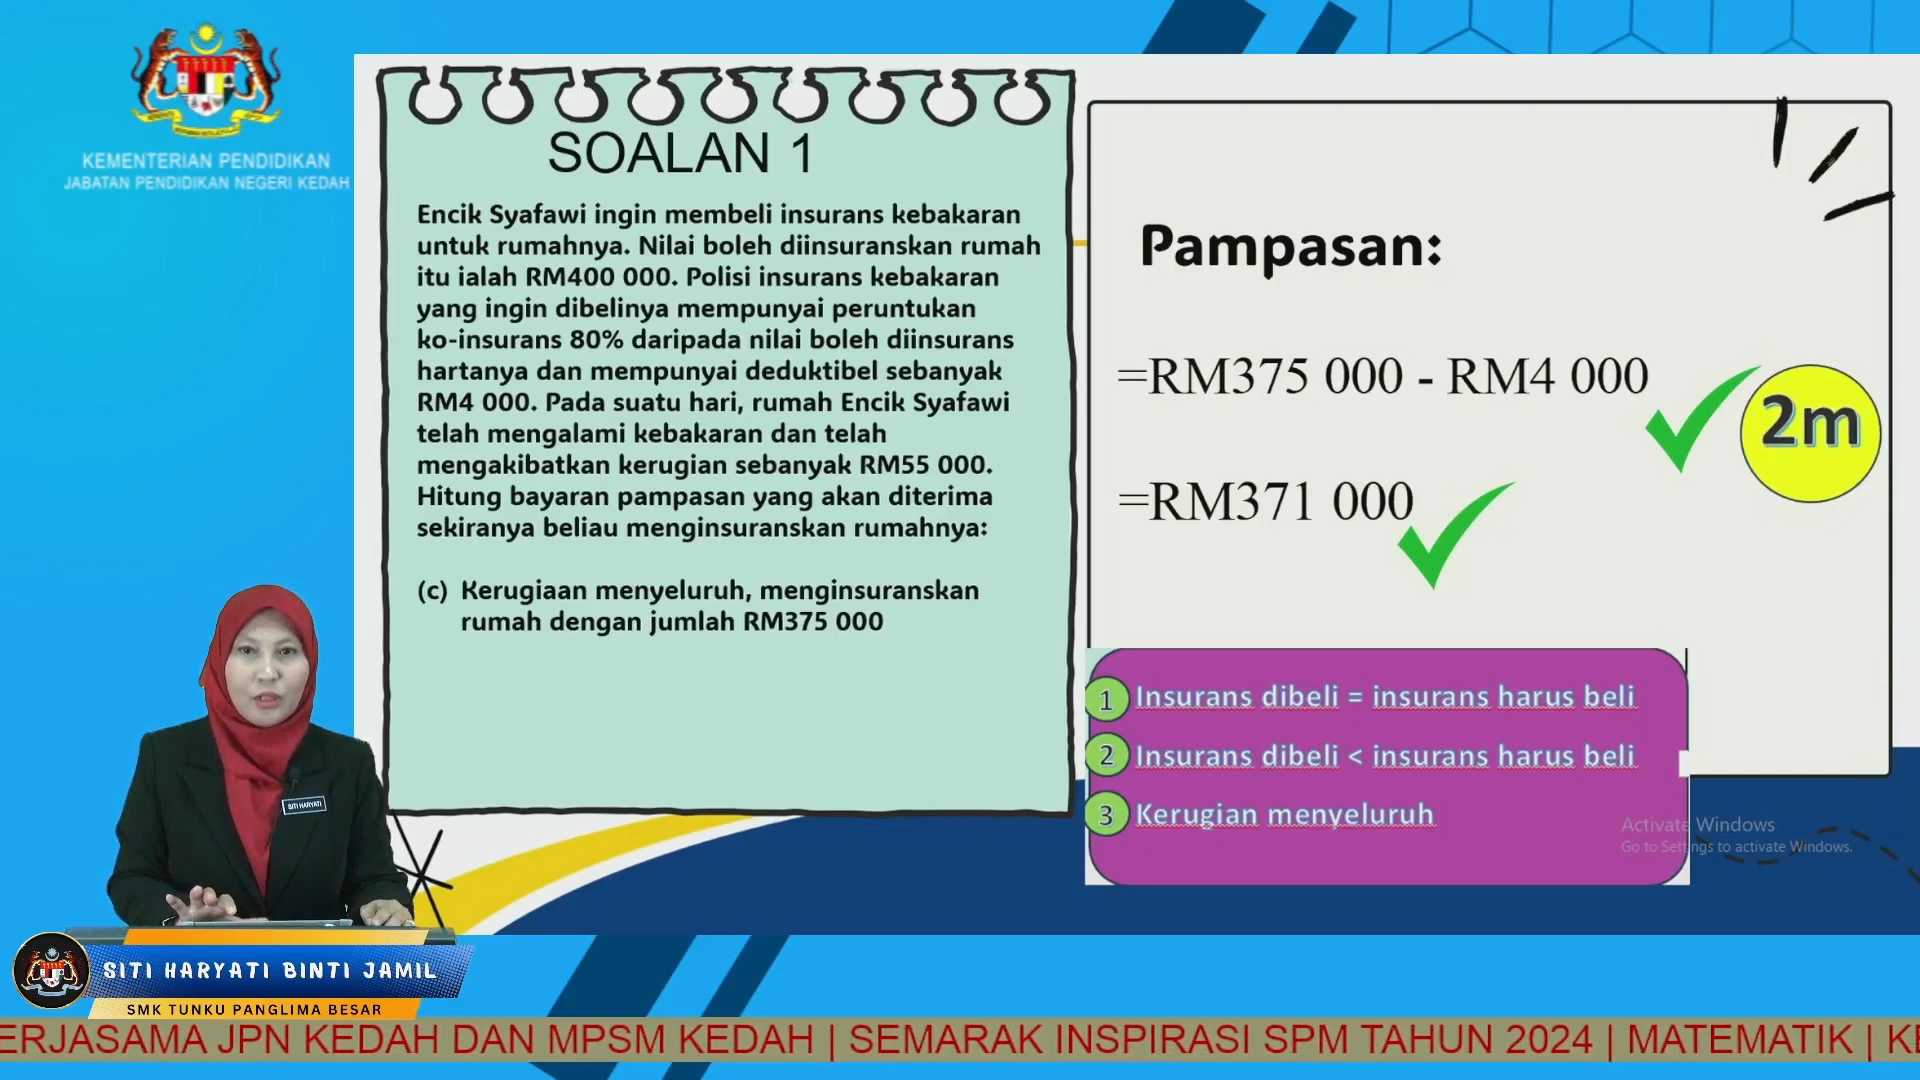 KEMENTERIAN PENDIDIKAN
JABATAN PENDIDIKAN NEGERI KEDAH
SOALAN 1
Encik Syafawi ingin membeli insurans kebakaran
untuk rumahnya. Nilai boleh diinsuranskan rumah
itu ialah RM400 000. Polisi insurans kebakaran
yang ingin dibelinya mempunyai peruntukan
ko-insurans 80% daripada nilai boleh diinsurans
hartanya dan mempunyai deduktibel sebanyak
RM4 000. Pada suatu hari, rumah Encik Syafawi
telah mengalami kebakaran dan telah
mengakibatkan kerugian sebanyak RM55 000.
Hitung bayaran pampasan yang akan diterima
sekiranya beliau menginsuranskan rumahnya:
(c) Kerugiaan menyeluruh, menginsuranskan
rumah dengan jumlah RM375 000
Pampasan:
=RM375 000 - RM4 000
2m
=RM371 000
1 Insurans dibeli = insurans harus beli
2 Insurans dibeli < insurans harus beli
3 Kerugian menyeluruh
Activate Windows
Go to Settings to activate Windows.
SITI HARYATI
SITI HARYATI BINTI JAMIL
SMK TUNKU PANGLIMA BESAR
ERJASAMA JPN KEDAH DAN MPSM KEDAH | SEMARAK INSPIRASI SPM TAHUN 2024 | MATEMATIK | KE